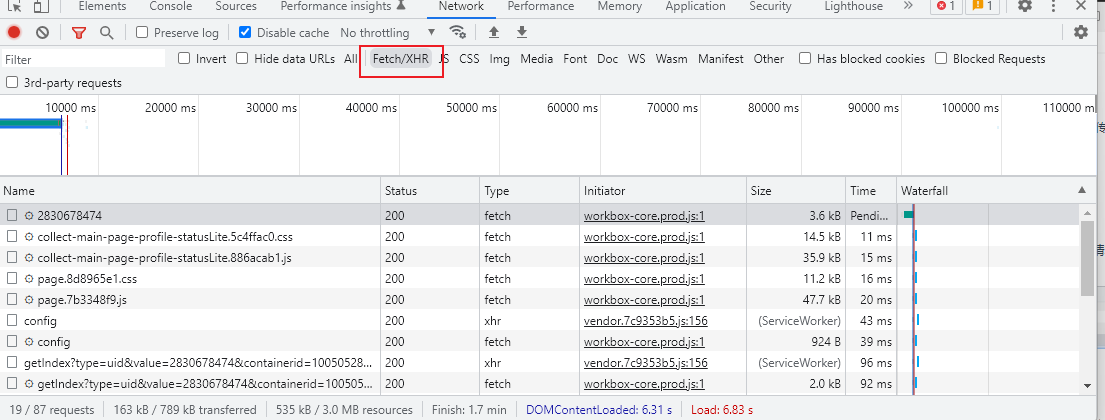 Elements Console Sources Performance insights Network Performance Memory Application Security Lighthouse » 1 1
Preserve log Disable cache No throttling
Filter Invert Hide data URLs All Fetch/XHR JS CSS Img Media Font Doc WS Wasm Manifest Other Has blocked cookies Blocked Requests
3rd-party requests
10000 ms 20000 ms 30000 ms 40000 ms 50000 ms 60000 ms 70000 ms 80000 ms 90000 ms 100000 ms 110000 ms
Name Status Type Initiator Size Time Waterfall
2830678474 200 fetch workbox-core.prod.js:1 3.6 kB Pendi...
collect-main-page-profile-statusLite.5c4ffac0.css 200 fetch workbox-core.prod.js:1 14.5 kB 11 ms
collect-main-page-profile-statusLite.886acab1.js 200 fetch workbox-core.prod.js:1 35.9 kB 15 ms
page.8d8965e1.css 200 fetch workbox-core.prod.js:1 11.2 kB 16 ms
page.7b3348f9.js 200 fetch workbox-core.prod.js:1 47.7 kB 20 ms
config 200 xhr vendor.7c9353b5.js:156 (ServiceWorker) 43 ms
config 200 fetch workbox-core.prod.js:1 924 B 39 ms
getIndex?type=uid&value=2830678474&containerid=10050528... 200 xhr vendor.7c9353b5.js:156 (ServiceWorker) 96 ms
getIndex?type=uid&value=2830678474&containerid=100505... 200 fetch workbox-core.prod.js:1 2.0 kB 92 ms
19 / 87 requests 163 kB / 789 kB transferred 535 kB / 3.0 MB resources Finish: 1.7 min DOMContentLoaded: 6.31 s Load: 6.83 s